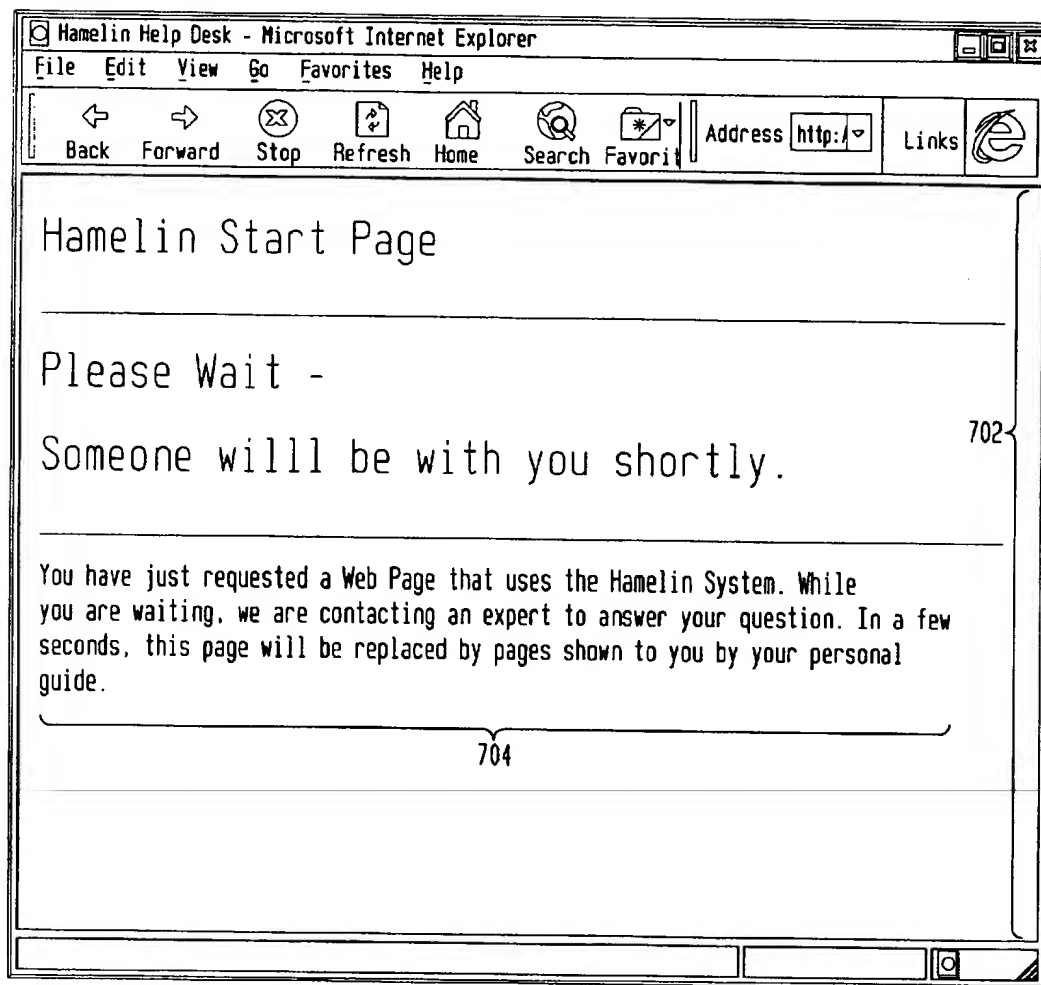 Hamelin Help Desk - Microsoft Internet Explorer
File Edit View Go Favorites Help
Back Forward Stop Refresh Home Search Favorit Address http:/ Links
Hamelin Start Page
Please Wait -
Someone willl be with you shortly.
702
You have just requested a Web Page that uses the Hamelin System. While
you are waiting, we are contacting an expert to answer your question. In a few
seconds, this page will be replaced by pages shown to you by your personal
guide.
704